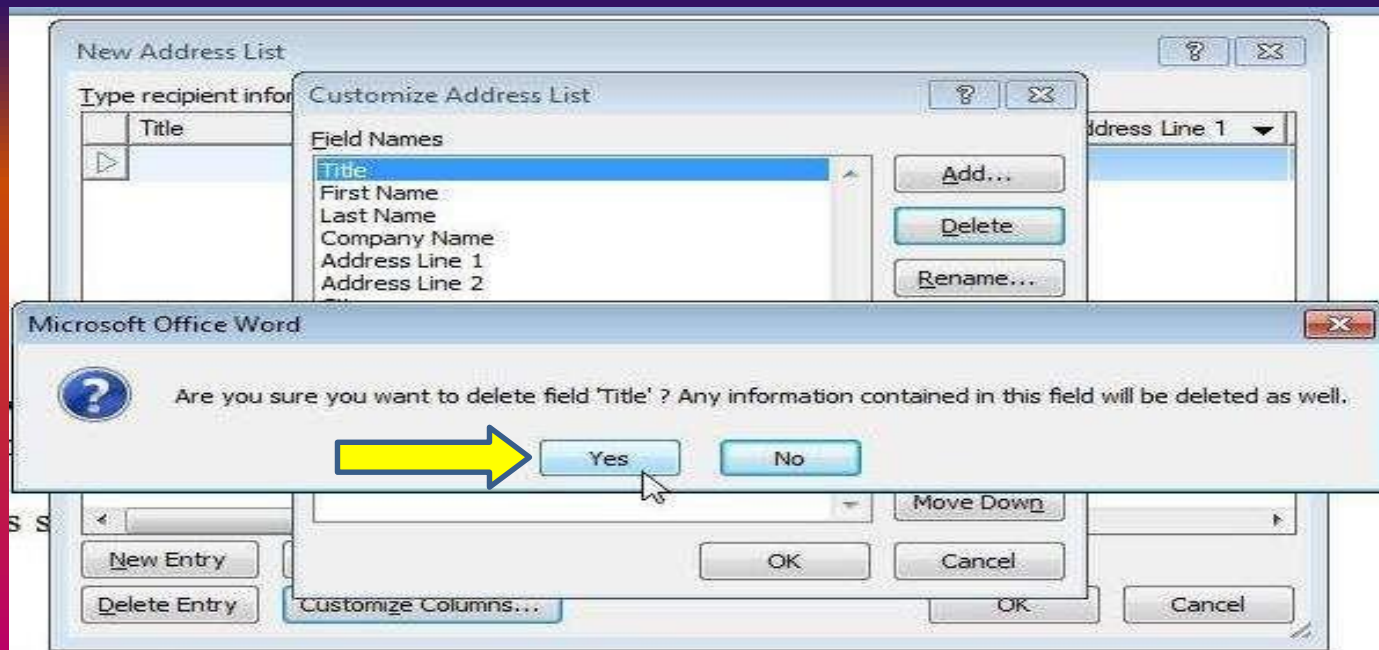 New Address List
Type recipient infor
Customize Address List
Title
ddress Line 1
Field Names
Title
First Name
Last Name
Company Name
Address Line 1
Address Line 2
Add...
Delete
Rename...
Microsoft Office Word
Are you sure you want to delete field 'Title' ? Any information contained in this field will be deleted as well.
Yes No
Move Down
s s
New Entry
OK Cancel
Delete Entry Customize Columns... OK Cancel